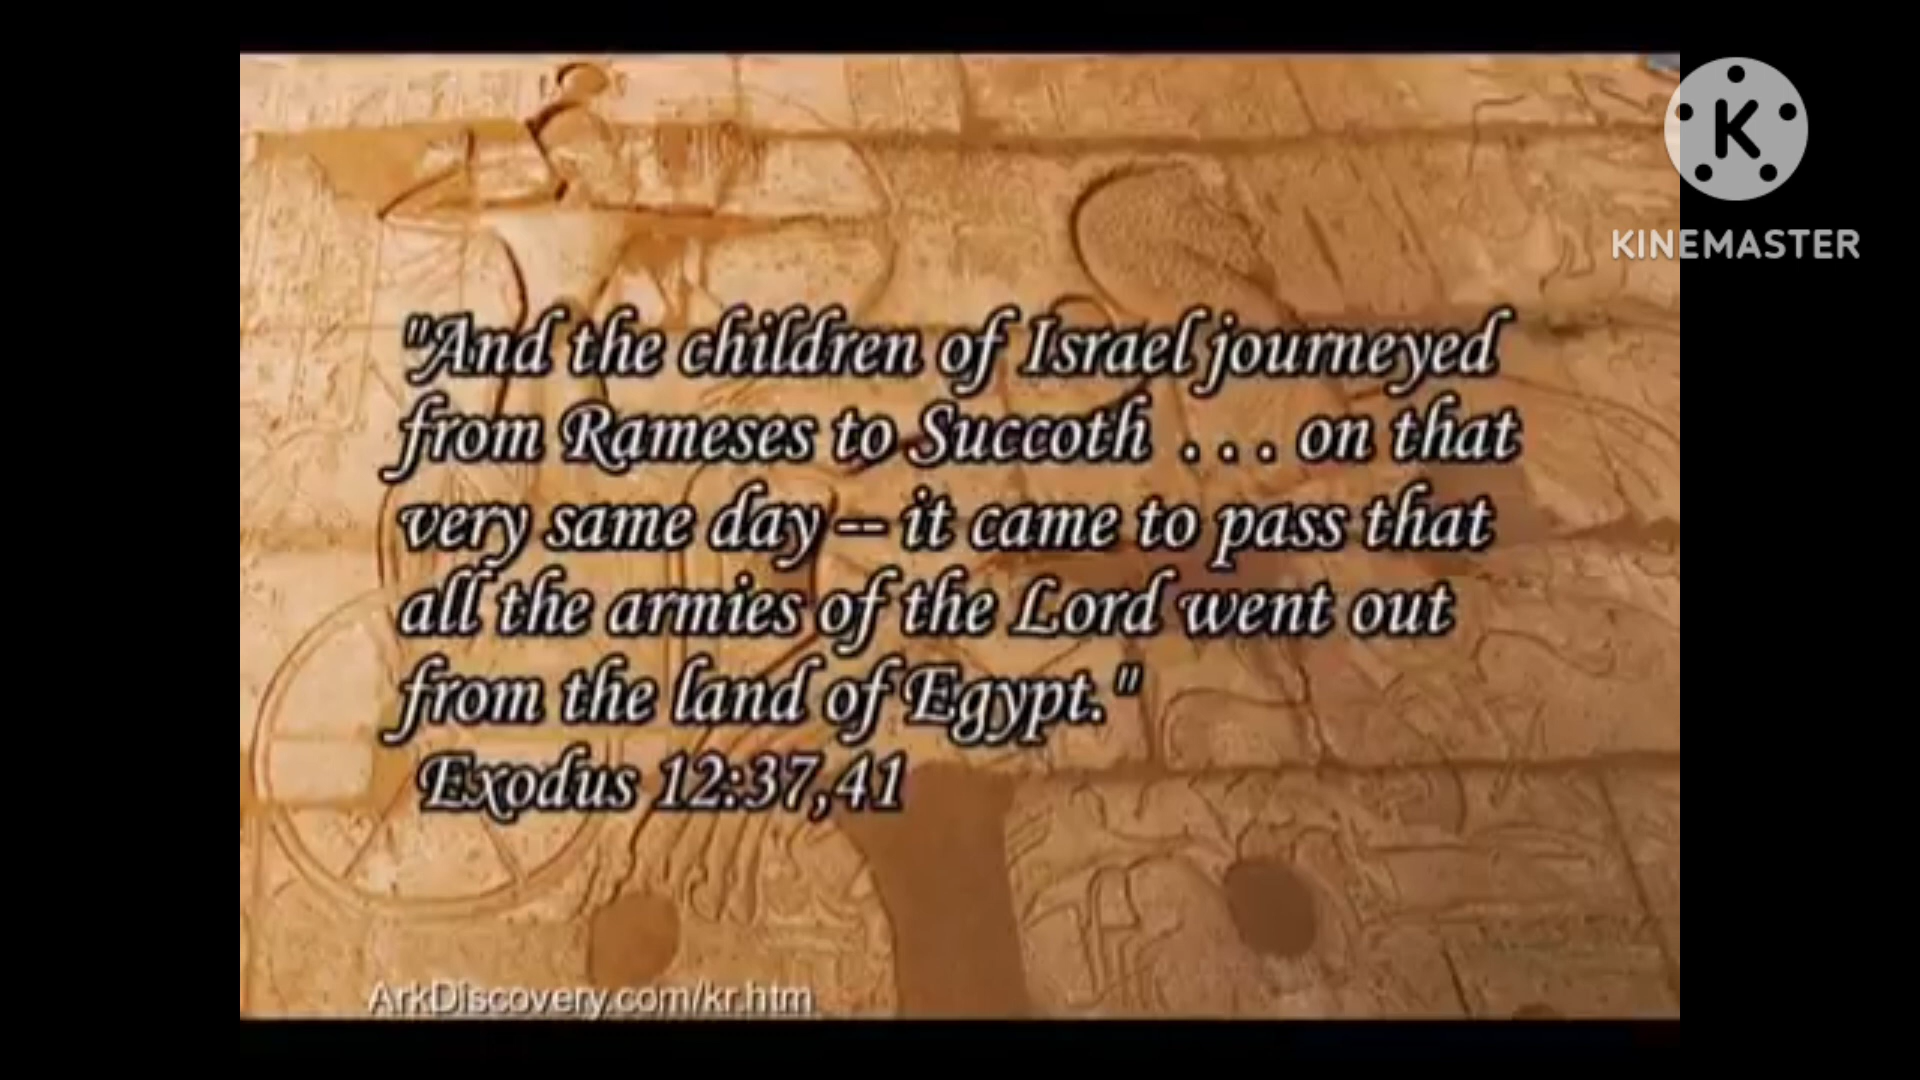 "And the children of Israel journeyed
from Rameses to Succoth . . . on that
very same day -- it came to pass that
all the armies of the Lord went out
from the land of Egypt."
Exodus 12:37,41
ArkDiscovery.com/kr.htm
K
KINEMASTER